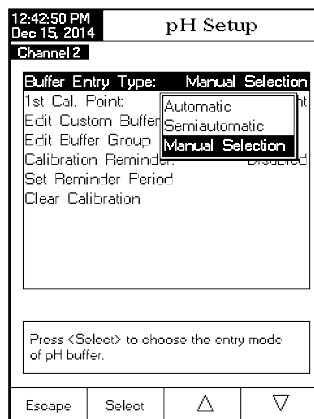 12:42:50 PM
Dec 15, 2014
pH Setup
Channel 2
Buffer Entry Type: Manual Selection
1st Cal. Point:
Automatic
Edit Custom Buffer
Semiautomatic
Edit Buffer Group
Manual Selection
Calibration Reminder: Disabled
Set Reminder Period
Clear Calibration
Press <Select> to choose the entry mode
of pH buffer.
Escape Select △ ▽